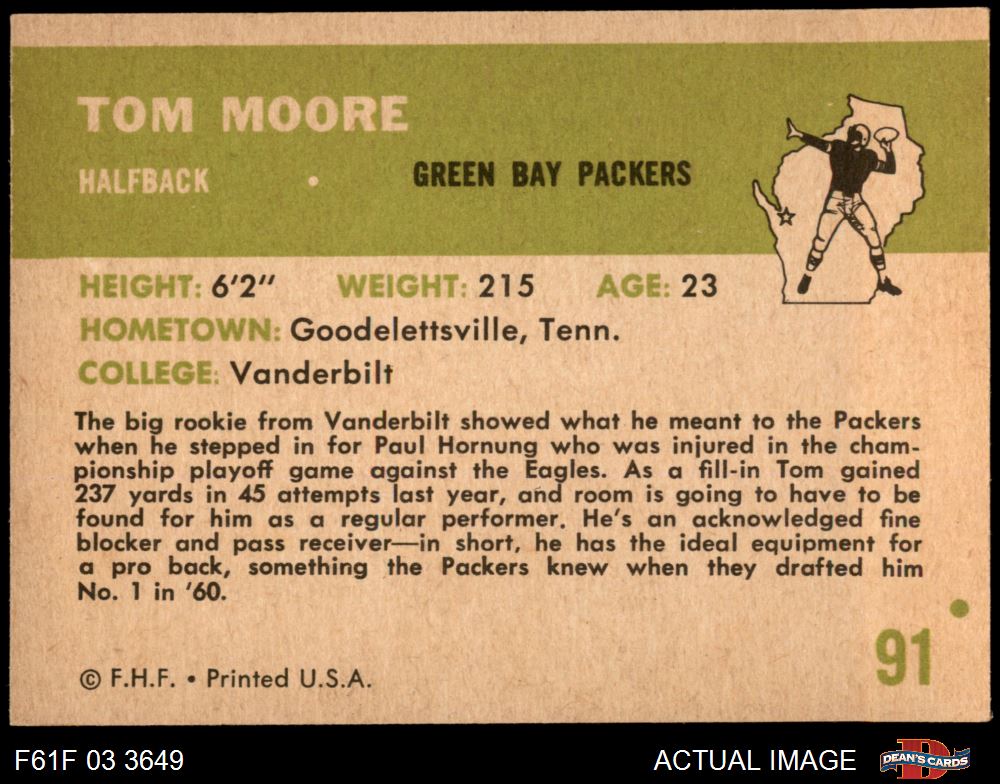 TOM MOORE
HALFBACK • GREEN BAY PACKERS
HEIGHT: 6'2" WEIGHT: 215 AGE: 23
HOMETOWN: Goodelettsville, Tenn.
COLLEGE: Vanderbilt
The big rookie from Vanderbilt showed what he meant to the Packers
when he stepped in for Paul Hornung who was injured in the cham-
pionship playoff game against the Eagles. As a fill-in Tom gained
237 yards in 45 attempts last year, and room is going to have to be
found for him as a regular performer. He's an acknowledged fine
blocker and pass receiver—in short, he has the ideal equipment for
a pro back, something the Packers knew when they drafted him
No. 1 in '60.
91
© F.H.F. • Printed U.S.A.
F61F 03 3649
ACTUAL IMAGE
D
DEAN'S CARDS